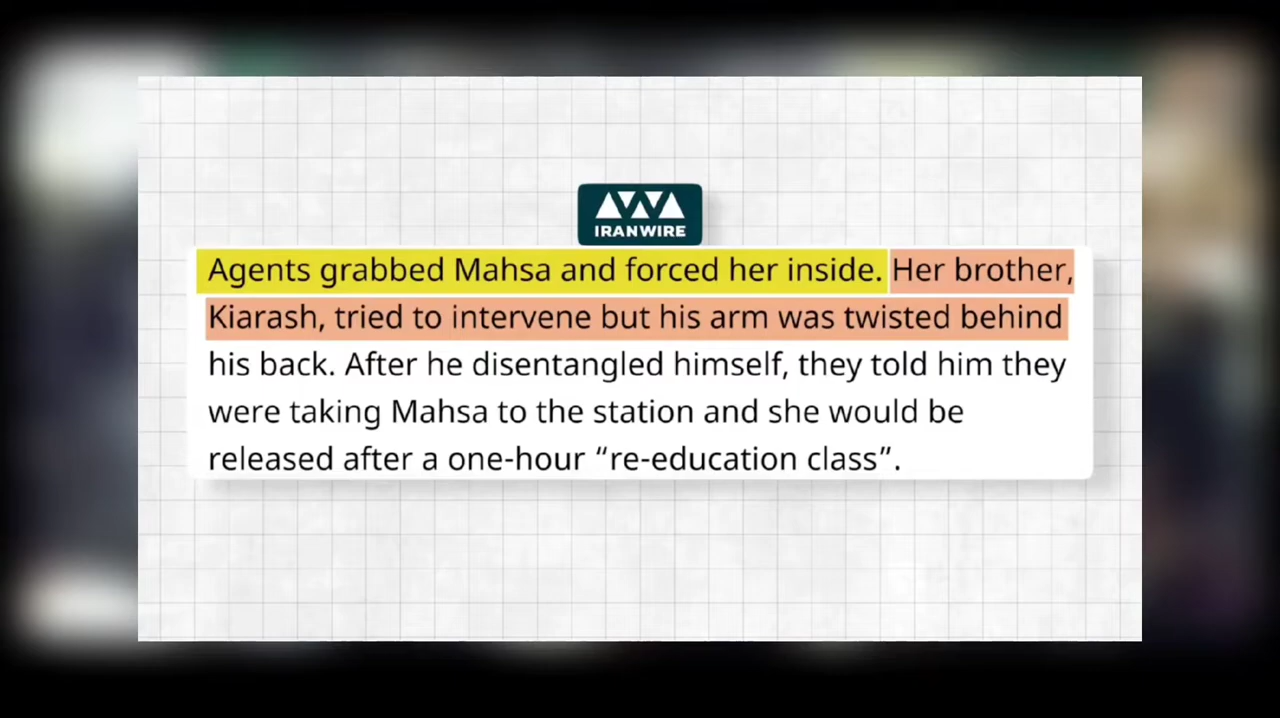 IRANWIRE
Agents grabbed Mahsa and forced her inside. Her brother,
Kiarash, tried to intervene but his arm was twisted behind
his back. After he disentangled himself, they told him they
were taking Mahsa to the station and she would be
released after a one-hour “re-education class”.